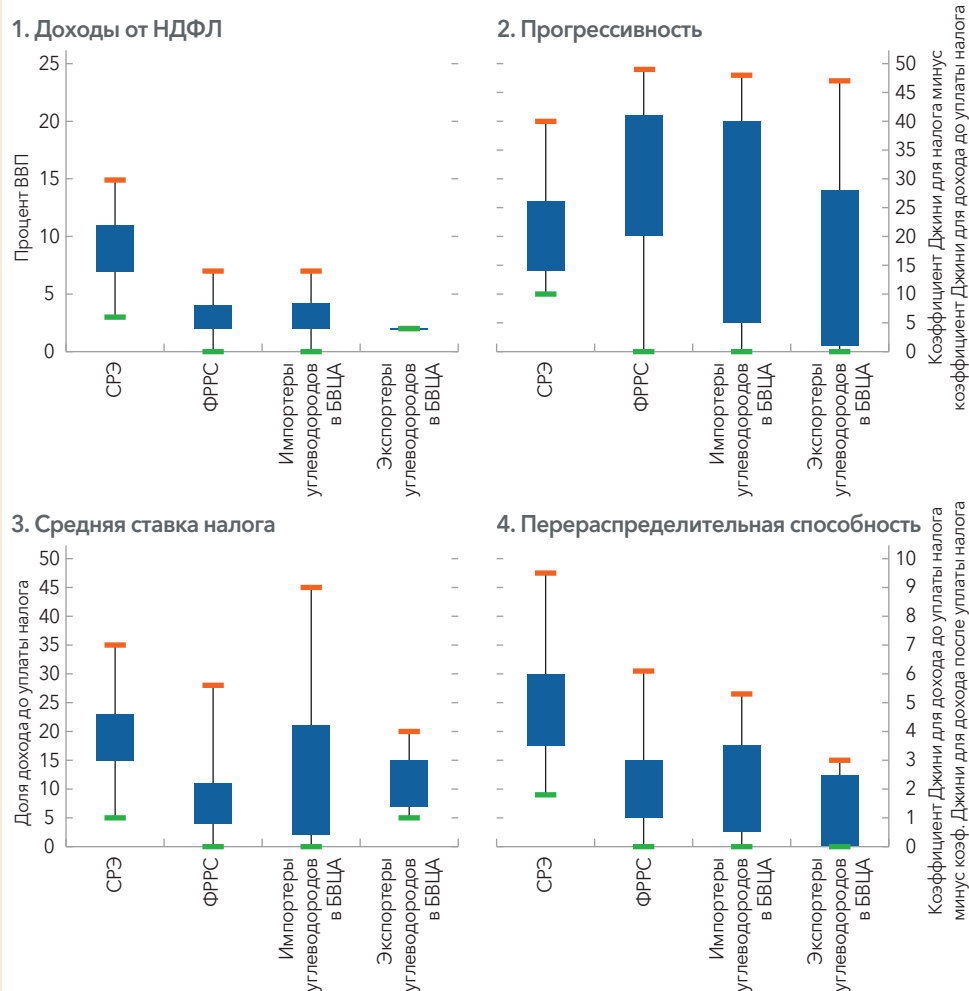 1. Доходы от НДФЛ
Процент ВВП
25
20
15
10
5
0
СРЭ
ФРРС
Импортеры
углеводородов
в БВЦА
Экспортеры
углеводородов
в БВЦА
2. Прогрессивность
50
45
40
35
30
25
20
15
10
5
0
Коэффициент Джини для налога минус
коэффициент Джини для дохода до уплаты налога
СРЭ
ФРРС
Импортеры
углеводородов
в БВЦА
Экспортеры
углеводородов
в БВЦА
3. Средняя ставка налога
Доля дохода до уплаты налога
50
45
40
35
30
25
20
15
10
5
0
СРЭ
ФРРС
Импортеры
углеводородов
в БВЦА
Экспортеры
углеводородов
в БВЦА
4. Перераспределительная способность
10
9
8
7
6
5
4
3
2
1
0
Коэффициент Джини для дохода до уплаты налога
минус коэф. Джини для дохода после уплаты налога
СРЭ
ФРРС
Импортеры
углеводородов
в БВЦА
Экспортеры
углеводородов
в БВЦА